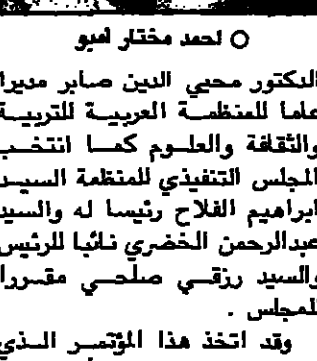 ○ احمد مختار امبو
الدكتور محيي الدين صابر مديرا
عاما للمنظمة العربية للتربية
والثقافة والعلوم كما انتخب
المجلس التنفيذي للمنظمة السيد
ابراهيم الفلاح رئيسا له والسيد
عبدالرحمن الخضري نائبا للرئيس
والسيد رزقي صلحي مقررا
للمجلس .
وقد اتخذ هذا المؤتمر الذي